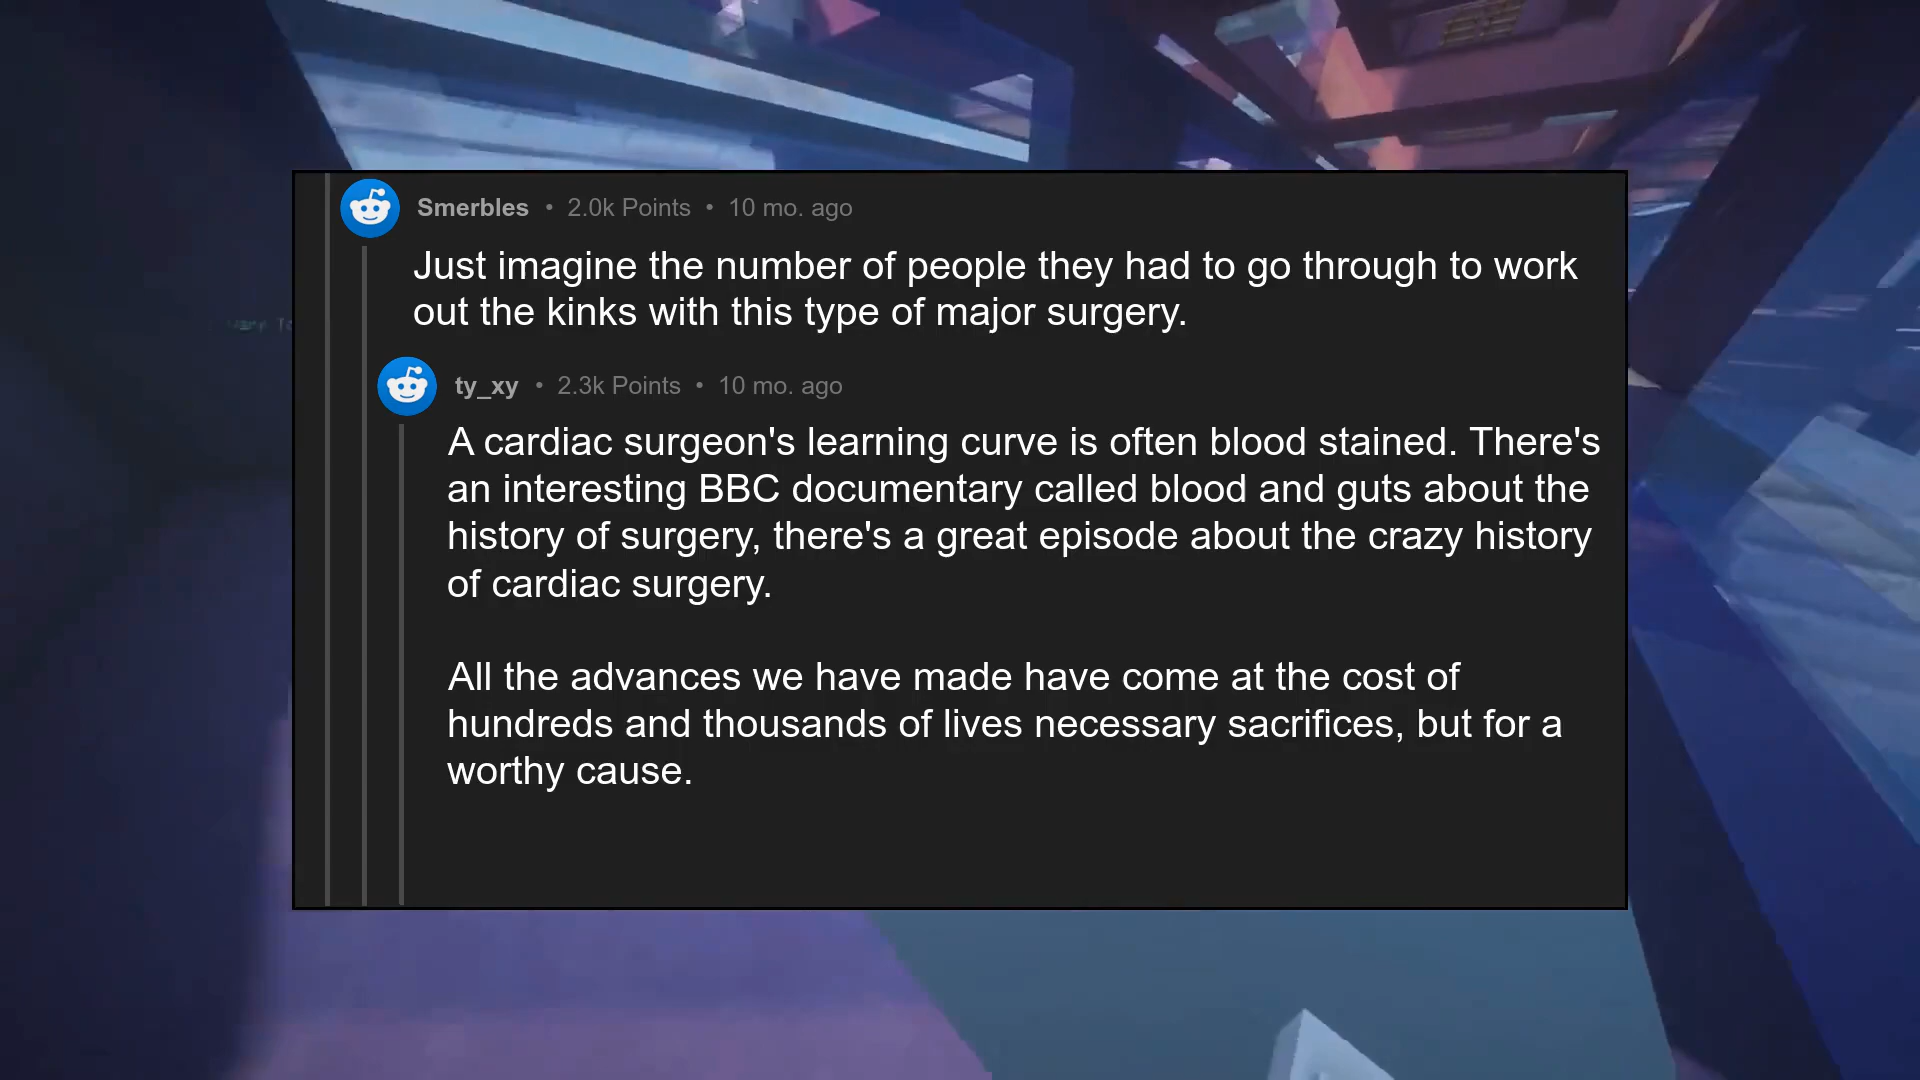 Smerbles • 2.0k Points • 10 mo. ago
Just imagine the number of people they had to go through to work
out the kinks with this type of major surgery.
ty_xy • 2.3k Points • 10 mo. ago
A cardiac surgeon's learning curve is often blood stained. There's
an interesting BBC documentary called blood and guts about the
history of surgery, there's a great episode about the crazy history
of cardiac surgery.
All the advances we have made have come at the cost of
hundreds and thousands of lives necessary sacrifices, but for a
worthy cause.